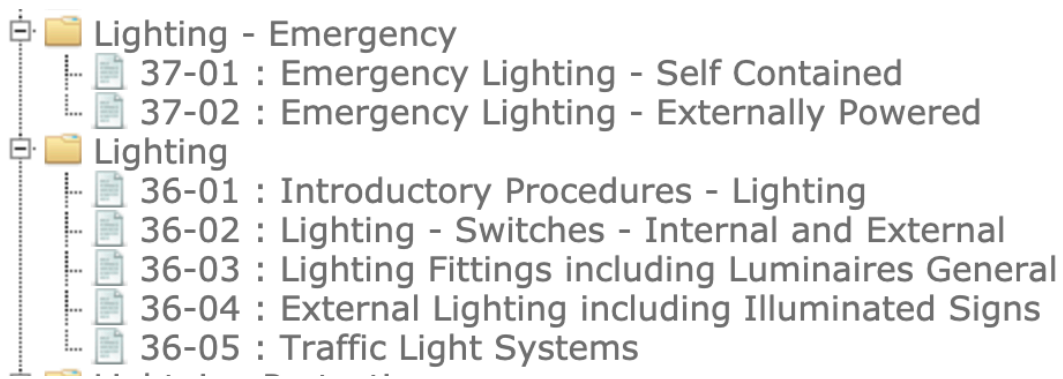 Lighting - Emergency
37-01 : Emergency Lighting - Self Contained
37-02 : Emergency Lighting - Externally Powered
Lighting
36-01 : Introductory Procedures - Lighting
36-02 : Lighting - Switches - Internal and External
36-03 : Lighting Fittings including Luminaires General
36-04 : External Lighting including Illuminated Signs
36-05 : Traffic Light Systems